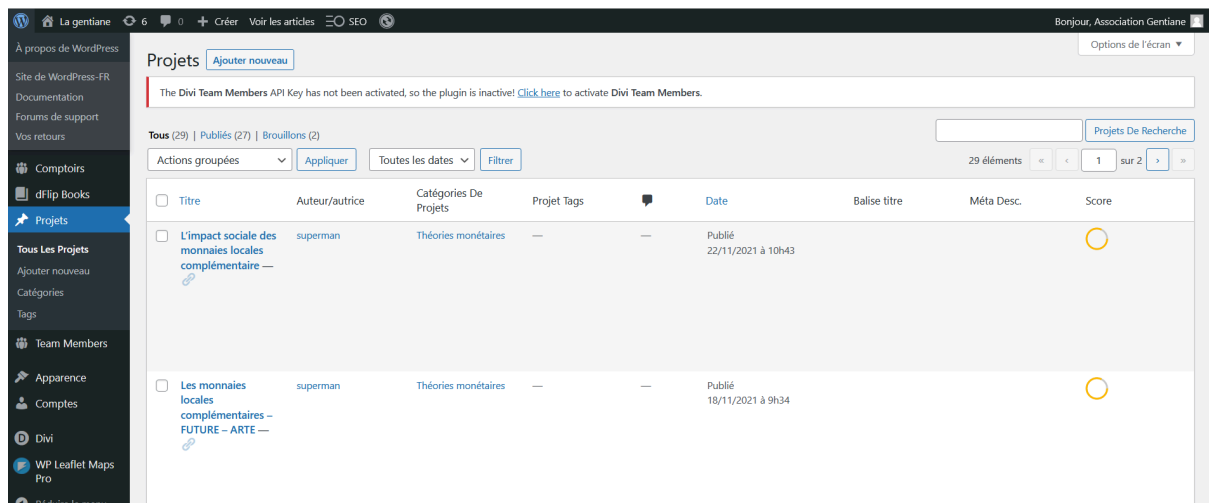 La gentiane 6 0 + Créer Voir les articles SEO Bonjour, Association Gentiane
À propos de WordPress
Site de WordPress-FR
Documentation
Forums de support
Vos retours
Comptoirs
dFlip Books
Projets
Tous Les Projets
Ajouter nouveau
Catégories
Tags
Team Members
Apparence
Comptes
Divi
WP Leaflet Maps
Pro
Réduire le menu
Options de l'écran ▼
Projets Ajouter nouveau
The Divi Team Members API Key has not been activated, so the plugin is inactive! Click here to activate Divi Team Members.
Tous (29) | Publiés (27) | Brouillons (2)
Projets De Recherche
Actions groupées Appliquer Toutes les dates Filtrer 29 éléments « ‹ 1 sur 2 › »
Titre Auteur/autrice Catégories De Projet Tags Date Balise titre Méta Desc. Score
Projets
L'impact sociale des superman Théories monétaires — — Publié
monnaies locales 22/11/2021 à 10h43
complémentaire —
Les monnaies superman Théories monétaires — — Publié
locales 18/11/2021 à 9h34
complémentaires –
FUTURE – ARTE —